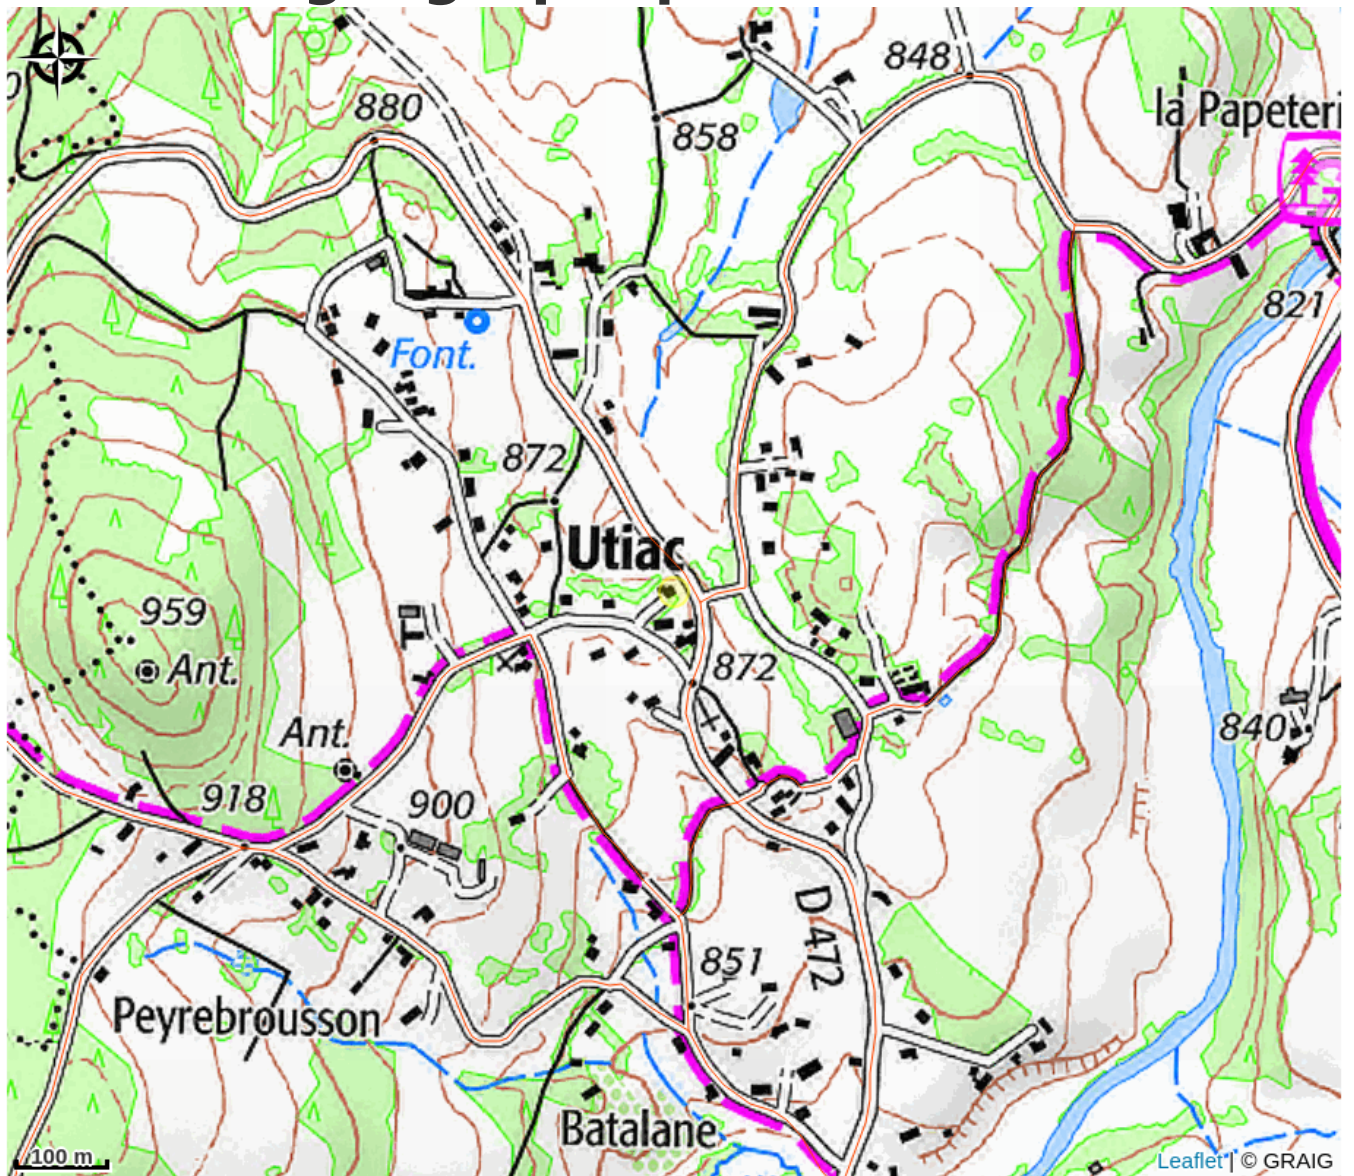 848
880
la Papeteri
858
821
Font.
872
Utiac
959
872
Ant.
840
Ant.
918
900
D 472
851
Peyrebrousson
Batalane
100 m
Leaflet | © GRAIG